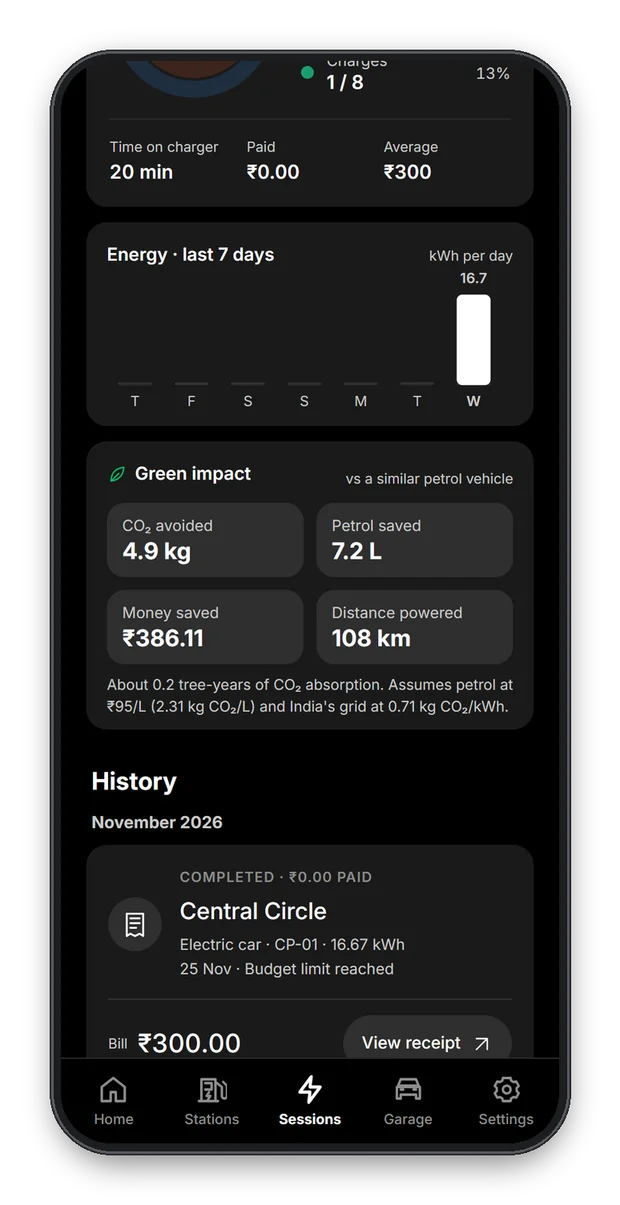 Charges
1 / 8
13%
Time on charger
Paid
Average
20 min
₹0.00
₹300
Energy · last 7 days
kWh per day
16.7
T F S S M T W
Green impact
vs a similar petrol vehicle
CO₂ avoided
4.9 kg
Petrol saved
7.2 L
Money saved
₹386.11
Distance powered
108 km
About 0.2 tree-years of CO₂ absorption. Assumes petrol at
₹95/L (2.31 kg CO₂/L) and India's grid at 0.71 kg CO₂/kWh.
History
November 2026
COMPLETED · ₹0.00 PAID
Central Circle
Electric car · CP-01 · 16.67 kWh
25 Nov · Budget limit reached
Bill ₹300.00
View receipt
Home
Stations
Sessions
Garage
Settings